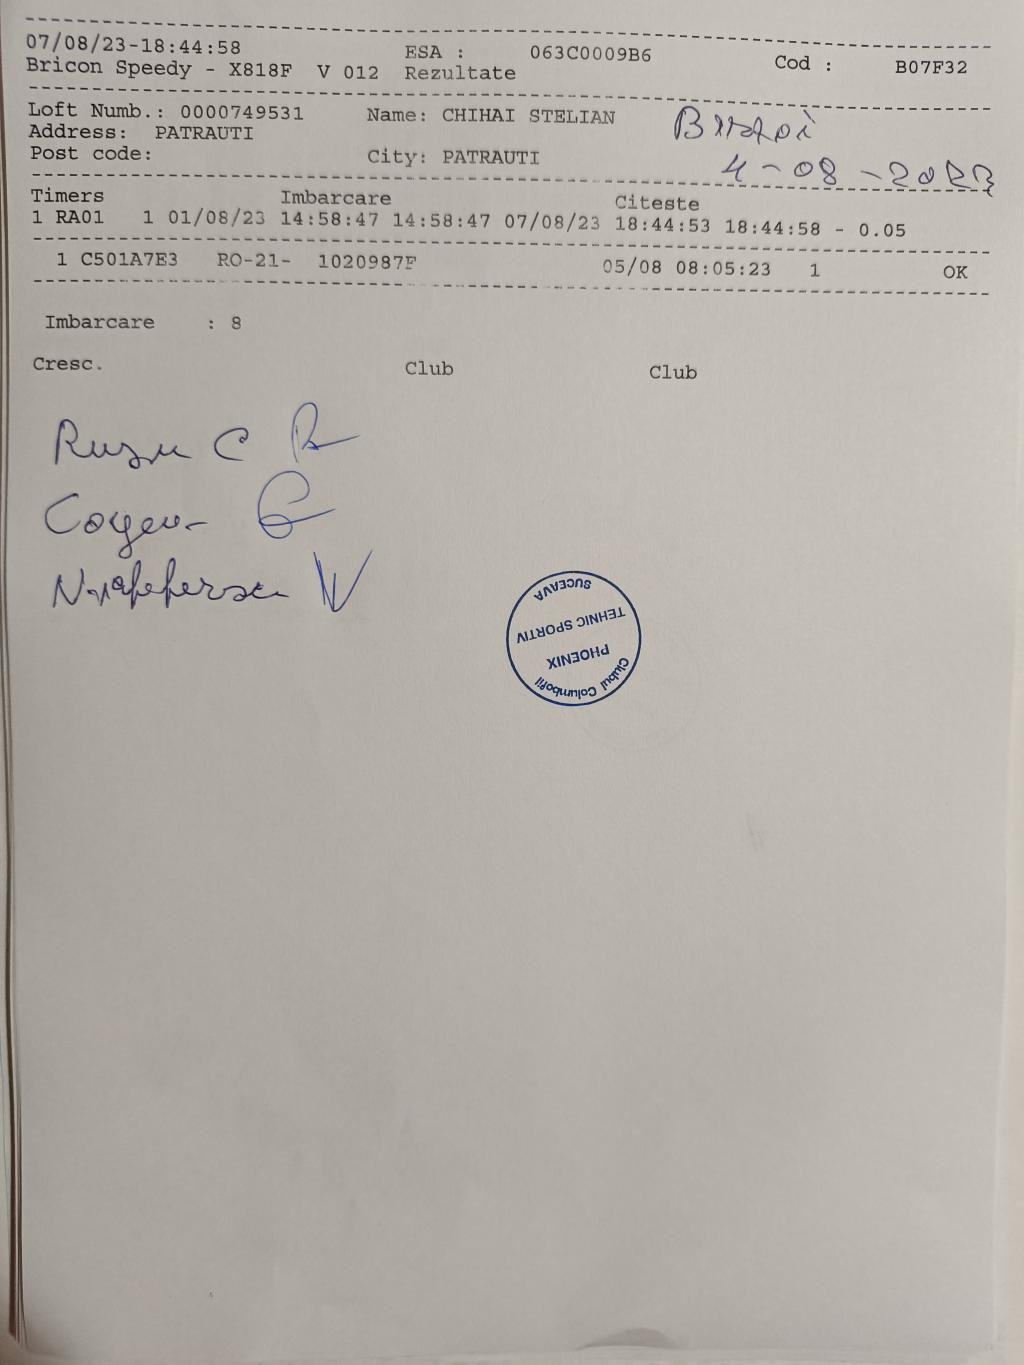 07/08/23-18:44:58 ESA : 063C0009B6 Cod : B07F32
Bricon Speedy - X818F V 012 Rezultate
Loft Numb.: 0000749531 Name: CHIHAI STELIAN
Address: PATRAUTI
Post code: City: PATRAUTI
4-08-2023
Timers Imbarcare Citeste
1 RA01 1 01/08/23 14:58:47 14:58:47 07/08/23 18:44:53 18:44:58 - 0.05
1 C501A7E3 RO-21- 1020987F 05/08 08:05:23 1 OK
Imbarcare : 8
Cresc. Club Club
Rusu C
Clubul Columbofil
PHOENIX
TEHNIC SPORTIV
SUCEAVA